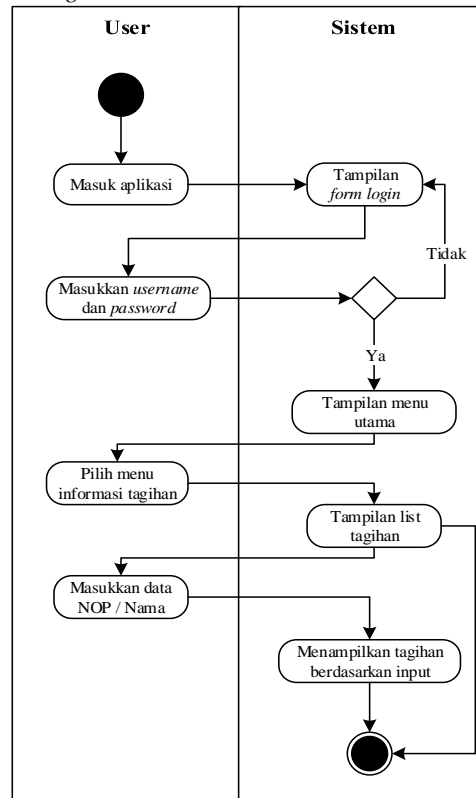 User
Sistem
Masuk aplikasi
Tampilan
form login
Tidak
Masukkan username
dan password
Ya
Tampilan menu
utama
Pilih menu
informasi tagihan
Tampilan list
tagihan
Masukkan data
NOP / Nama
Menampilkan tagihan
berdasarkan input